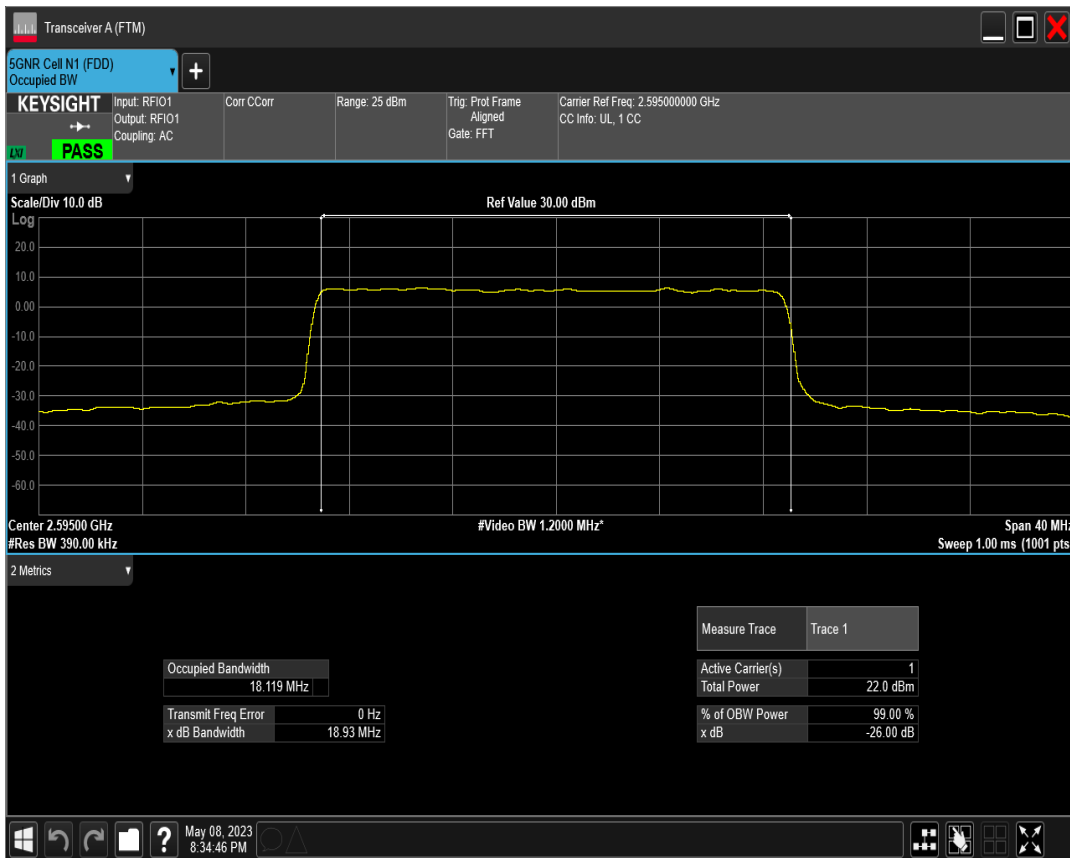 Transceiver A (FTM)
5GNR Cell N1 (FDD)
Occupied BW
+
KEYSIGHT
LXI
PASS
Input: RFIO1
Output: RFIO1
Coupling: AC
Corr CCorr
Range: 25 dBm
Trig: Prot Frame
Aligned
Gate: FFT
Carrier Ref Freq: 2.595000000 GHz
CC Info: UL, 1 CC
1 Graph
Scale/Div 10.0 dB
Ref Value 30.00 dBm
Log
20.0
10.0
0.00
-10.0
-20.0
-30.0
-40.0
-50.0
-60.0
Center 2.59500 GHz
#Video BW 1.2000 MHz*
Span 40 MHz
#Res BW 390.00 kHz
Sweep 1.00 ms (1001 pts
2 Metrics
Measure Trace Trace 1
Occupied Bandwidth
18.119 MHz
Active Carrier(s) 1
Total Power 22.0 dBm
Transmit Freq Error 0 Hz
x dB Bandwidth 18.93 MHz
% of OBW Power 99.00 %
x dB -26.00 dB
?
May 08, 2023
8:34:46 PM